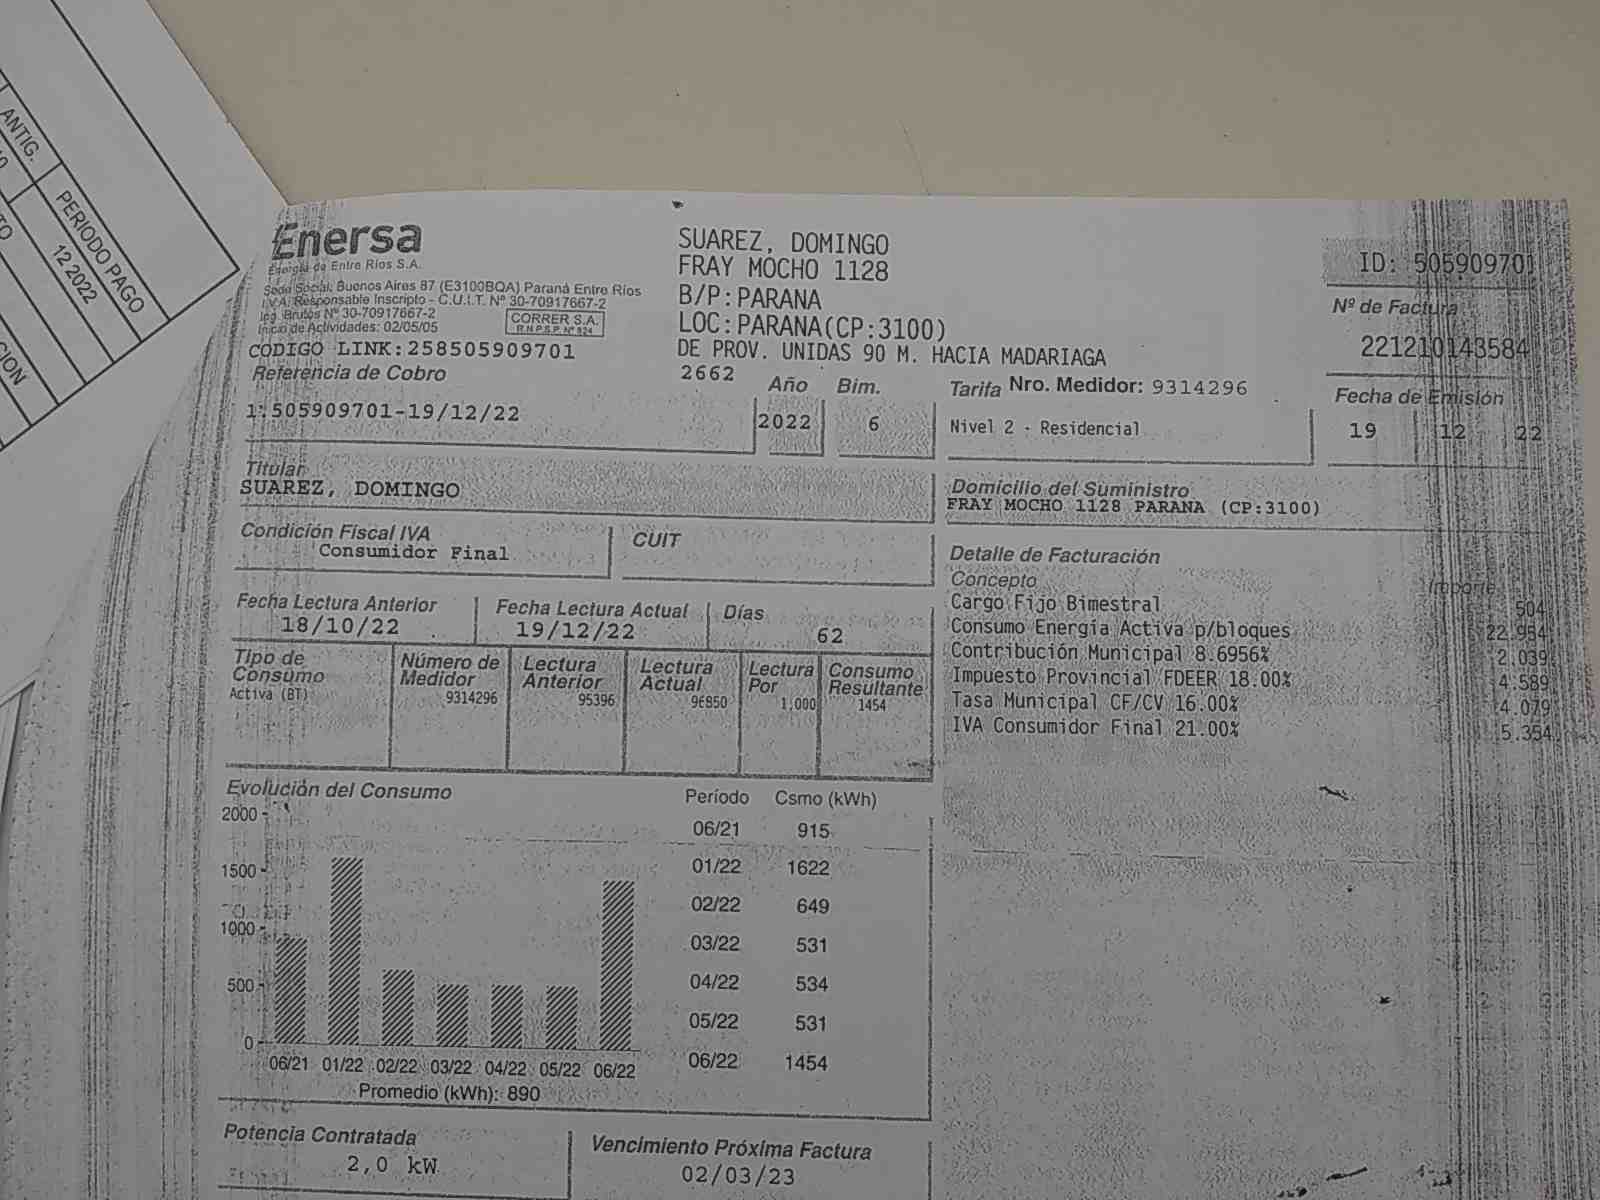 ANTIG.
PERIODO PAGO
12 2022
CION
Enersa
Energía de Entre Ríos S.A.
Sede Social: Buenos Aires 87 (E3100BQA) Paraná Entre Ríos
I.V.A. Responsable Inscripto - C.U.I.T. Nº 30-70917667-2
Ing. Brutos Nº 30-70917667-2
Inicio de Actividades: 02/05/05
CORRER S.A.
R.N.P.S.P. Nº 824
CODIGO LINK:258505909701
SUAREZ, DOMINGO
FRAY MOCHO 1128
B/P:PARANA
LOC:PARANA(CP:3100)
DE PROV. UNIDAS 90 M. HACIA MADARIAGA
2662
ID: 505909701
Nº de Factura
221210143584
Referencia de Cobro
1:505909701-19/12/22
Año
2022
Bim.
6
Tarifa Nro. Medidor: 9314296
Nivel 2 - Residencial
Fecha de Emisión
19 12 22
Titular
SUAREZ, DOMINGO
Domicilio del Suministro
FRAY MOCHO 1128 PARANA (CP:3100)
Condición Fiscal IVA
Consumidor Final
CUIT
Fecha Lectura Anterior
18/10/22
Fecha Lectura Actual
19/12/22
Días
62
Tipo de Consumo
Número de Medidor
Lectura Anterior
Lectura Actual
Lectura Por
Consumo Resultante
Activa (BT) 9314296 95396 96850 1,000 1454
Detalle de Facturación
Concepto Importe
Cargo Fijo Bimestral 504
Consumo Energía Activa p/bloques 22.954
Contribución Municipal 8.6956% 2.039
Impuesto Provincial FDEER 18.00% 4.589
Tasa Municipal CF/CV 16.00% 4.079
IVA Consumidor Final 21.00% 5.354
Evolución del Consumo
2000
1500
1000
500
0
06/21 01/22 02/22 03/22 04/22 05/22 06/22
Promedio (kWh): 890
Período Csmo (kWh)
06/21 915
01/22 1622
02/22 649
03/22 531
04/22 534
05/22 531
06/22 1454
Potencia Contratada
2,0 kW
Vencimiento Próxima Factura
02/03/23